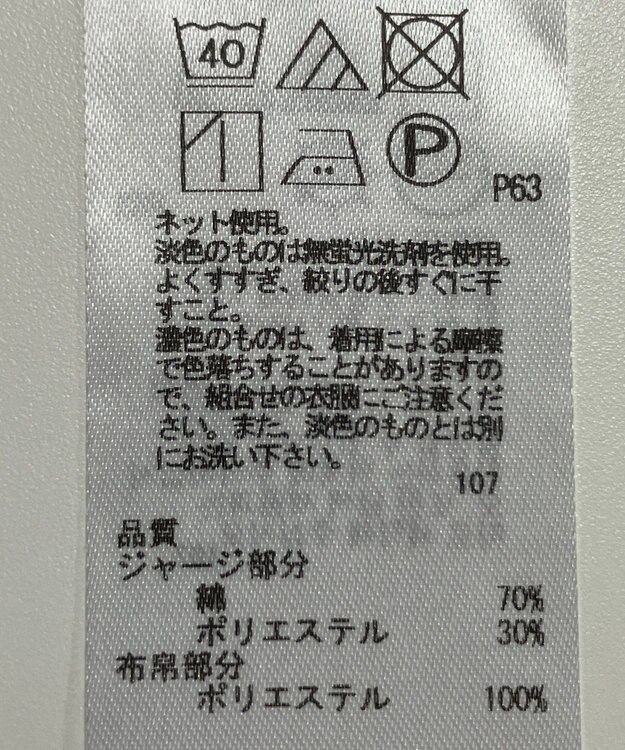 40
P
P63
ネット使用。
淡色のものは無蛍光洗剤を使用。
よくすすぎ、絞りの後すぐに干
すこと。
濃色のものは、着用による摩擦
で色落ちすることがありますの
で、組合せの衣服にご注意くだ
さい。また、淡色のものとは別
にお洗い下さい。
107
品質
ジャージ部分
綿 70%
ポリエステル 30%
布帛部分
ポリエステル 100%